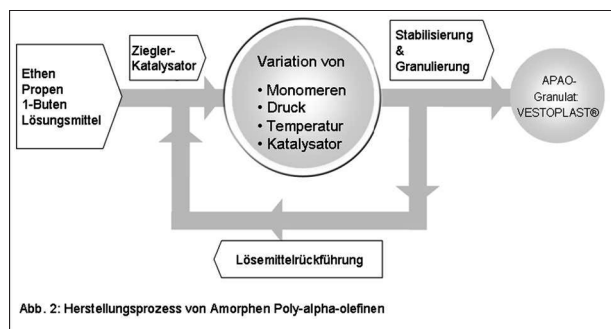 Ethen
Propen
1-Buten
Lösungsmittel
Ziegler-
Katalysator
Variation von
• Monomeren
• Druck
• Temperatur
• Katalysator
Stabilisierung
&
Granulierung
APAO-
Granulat:
VESTOPLAST®
Lösemittelrückführung
Abb. 2: Herstellungsprozess von Amorphen Poly-alpha-olefinen